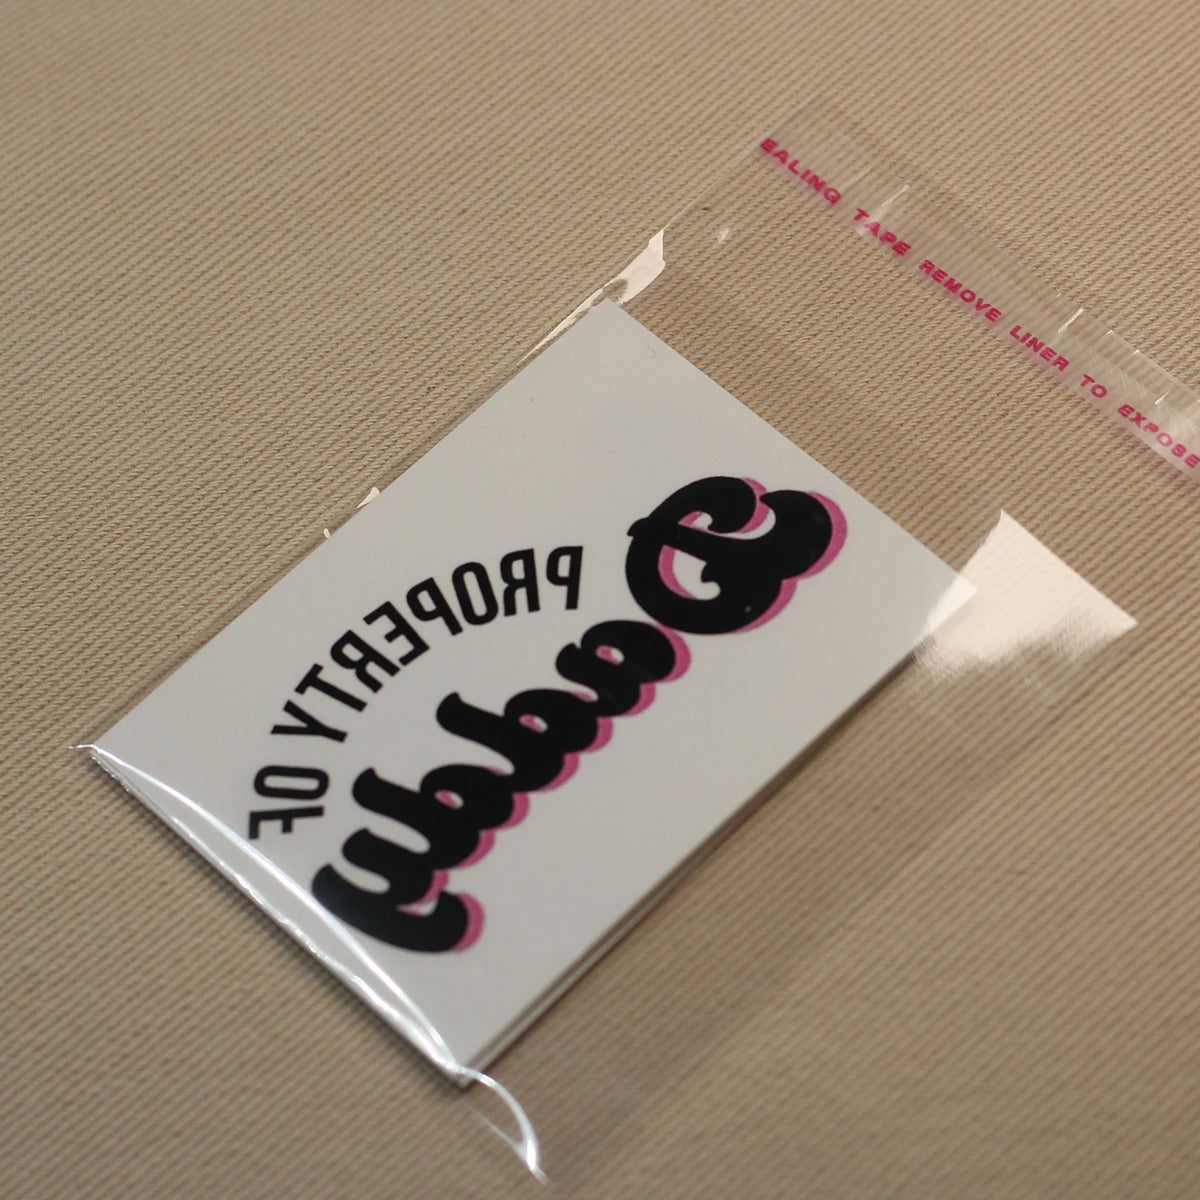 EALING TAPE REMOVE LINER TO EXPOSE
PROPERTY OF
Daddy